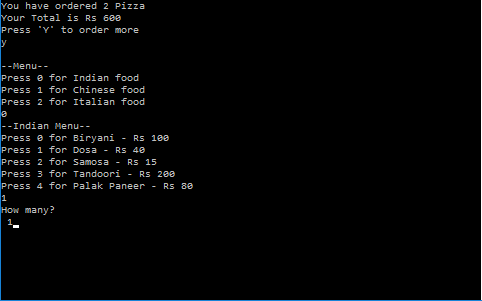 You have ordered 2 Pizza
Your Total is Rs 600
Press 'Y' to order more
y
--Menu--
Press 0 for Indian food
Press 1 for Chinese food
Press 2 for Italian food
0
--Indian Menu--
Press 0 for Biryani - Rs 100
Press 1 for Dosa - Rs 40
Press 2 for Samosa - Rs 15
Press 3 for Tandoori - Rs 200
Press 4 for Palak Paneer - Rs 80
1
How many?
1